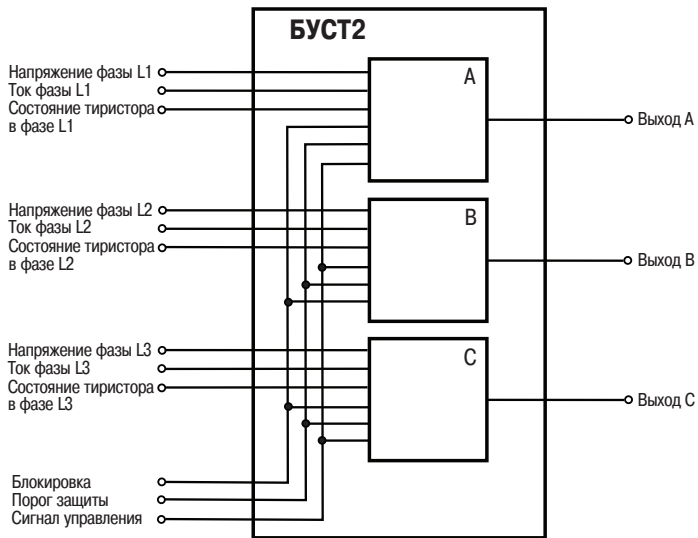 БУСТ2
Напряжение фазы L1
Ток фазы L1
Состояние тиристора
в фазе L1
A
Выход A
Напряжение фазы L2
Ток фазы L2
Состояние тиристора
в фазе L2
B
Выход B
Напряжение фазы L3
Ток фазы L3
Состояние тиристора
в фазе L3
C
Выход C
Блокировка
Порог защиты
Сигнал управления